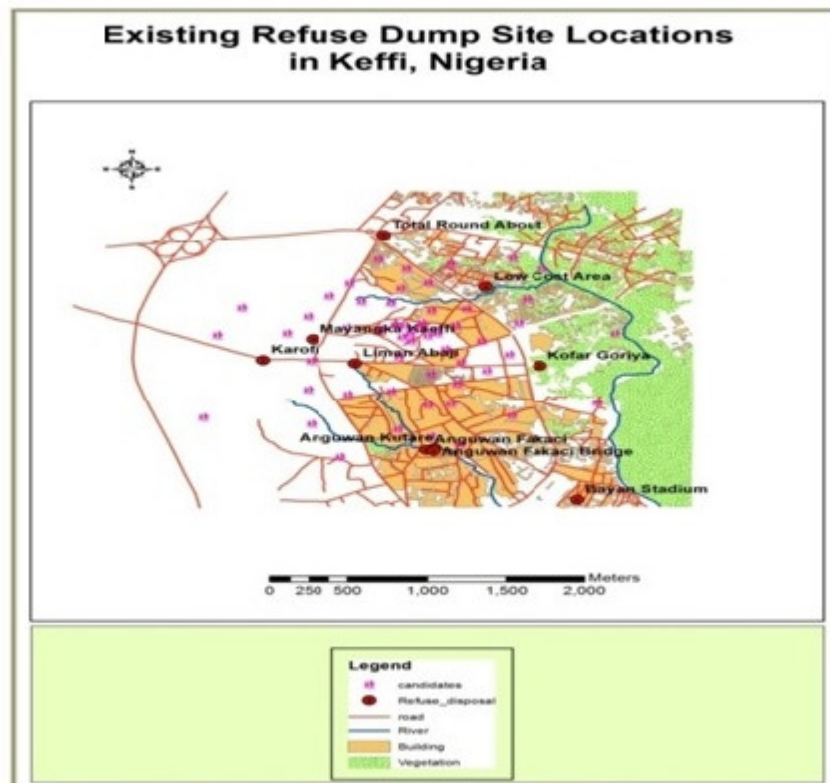 Existing Refuse Dump Site Locations
in Keffi, Nigeria
Total Round About
Low Cost Area
Mayangka Kaeffi
Karofi
Liman Abaji
Kofar Goriya
Angwan Kutare
Anguwan Fakaci
Anguwan Fakaci Bridge
Bayan Stadium
Meters
0 250 500 1,000 1,500 2,000
Legend
candidates
Refuse_disposal
road
River
Building
Vegetation